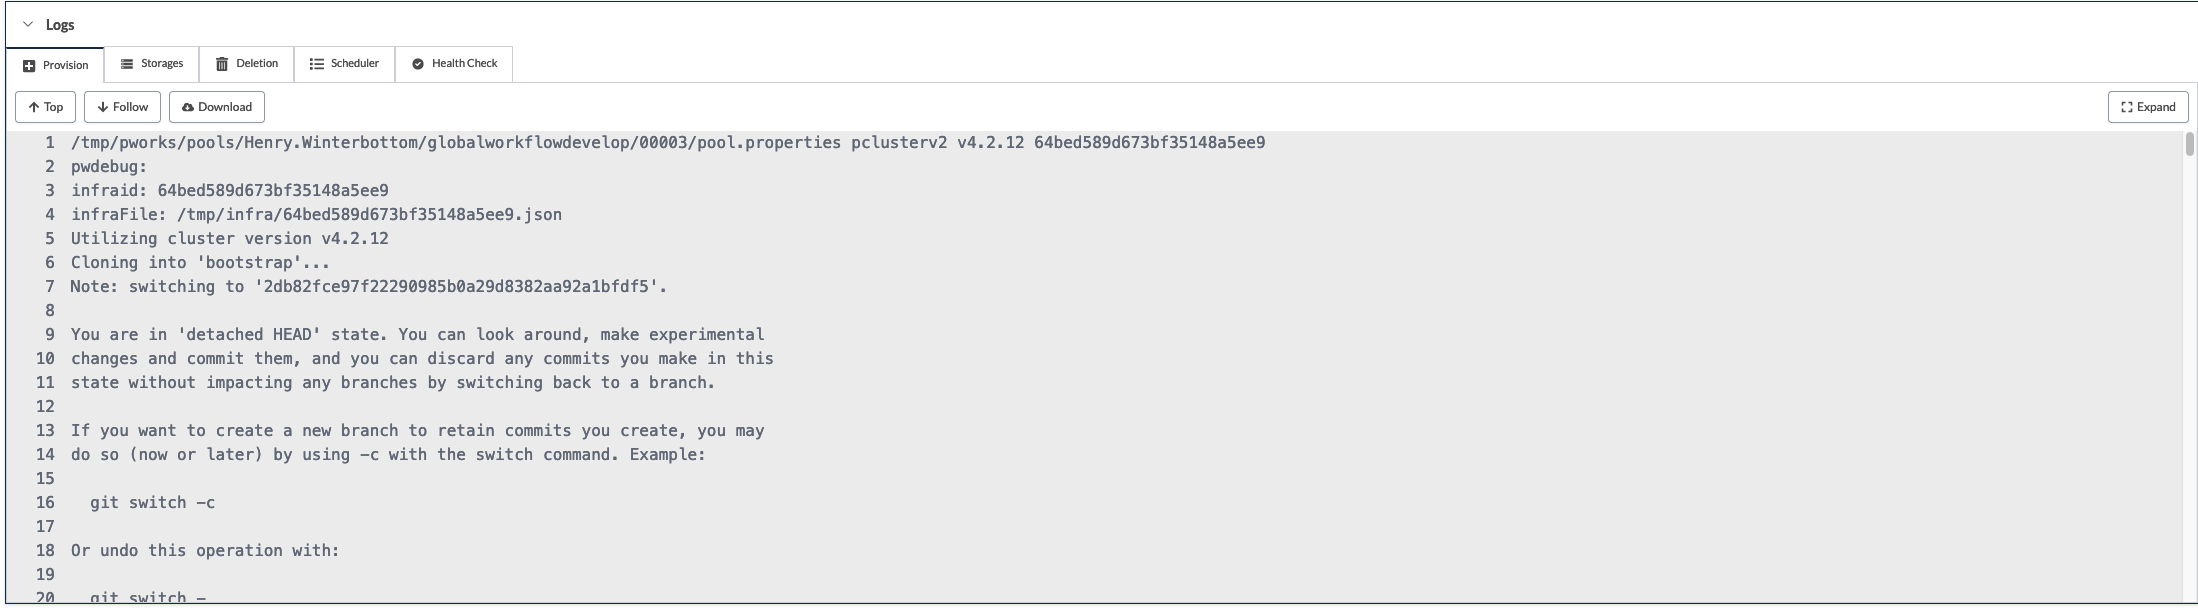 Logs
Provision Storages Deletion Scheduler Health Check
Top Follow Download Expand
1 /tmp/pworks/pools/Henry.Winterbottom/globalworkflowdevelop/00003/pool.properties pclusterv2 v4.2.12 64bed589d673bf35148a5ee9
2 pwdebug:
3 infraid: 64bed589d673bf35148a5ee9
4 infraFile: /tmp/infra/64bed589d673bf35148a5ee9.json
5 Utilizing cluster version v4.2.12
6 Cloning into 'bootstrap'...
7 Note: switching to '2db82fce97f22290985b0a29d8382aa92a1bfdf5'.
8
9 You are in 'detached HEAD' state. You can look around, make experimental
10 changes and commit them, and you can discard any commits you make in this
11 state without impacting any branches by switching back to a branch.
12
13 If you want to create a new branch to retain commits you create, you may
14 do so (now or later) by using -c with the switch command. Example:
15
16 git switch -c
17
18 Or undo this operation with:
19
20 git switch -